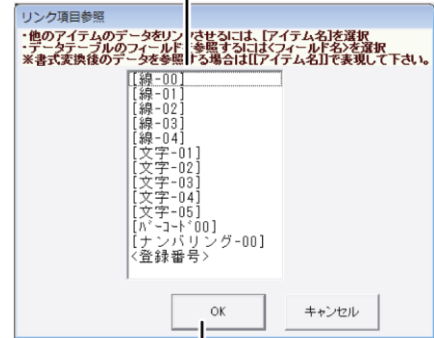 リンク項目参照
・他のアイテムのデータをリンクさせるには、[アイテム名]を選択
・データテーブルのフィールドを参照するには<フィールド名>を選択
※書式変換後のデータを参照する場合は[[アイテム名]]で表現して下さい。
[線-00]
[線-01]
[線-02]
[線-03]
[線-04]
[文字-01]
[文字-02]
[文字-03]
[文字-04]
[文字-05]
[ﾊﾞｰｺｰﾄﾞ00]
[ナンバリング-00]
<登録番号>
OK
キャンセル